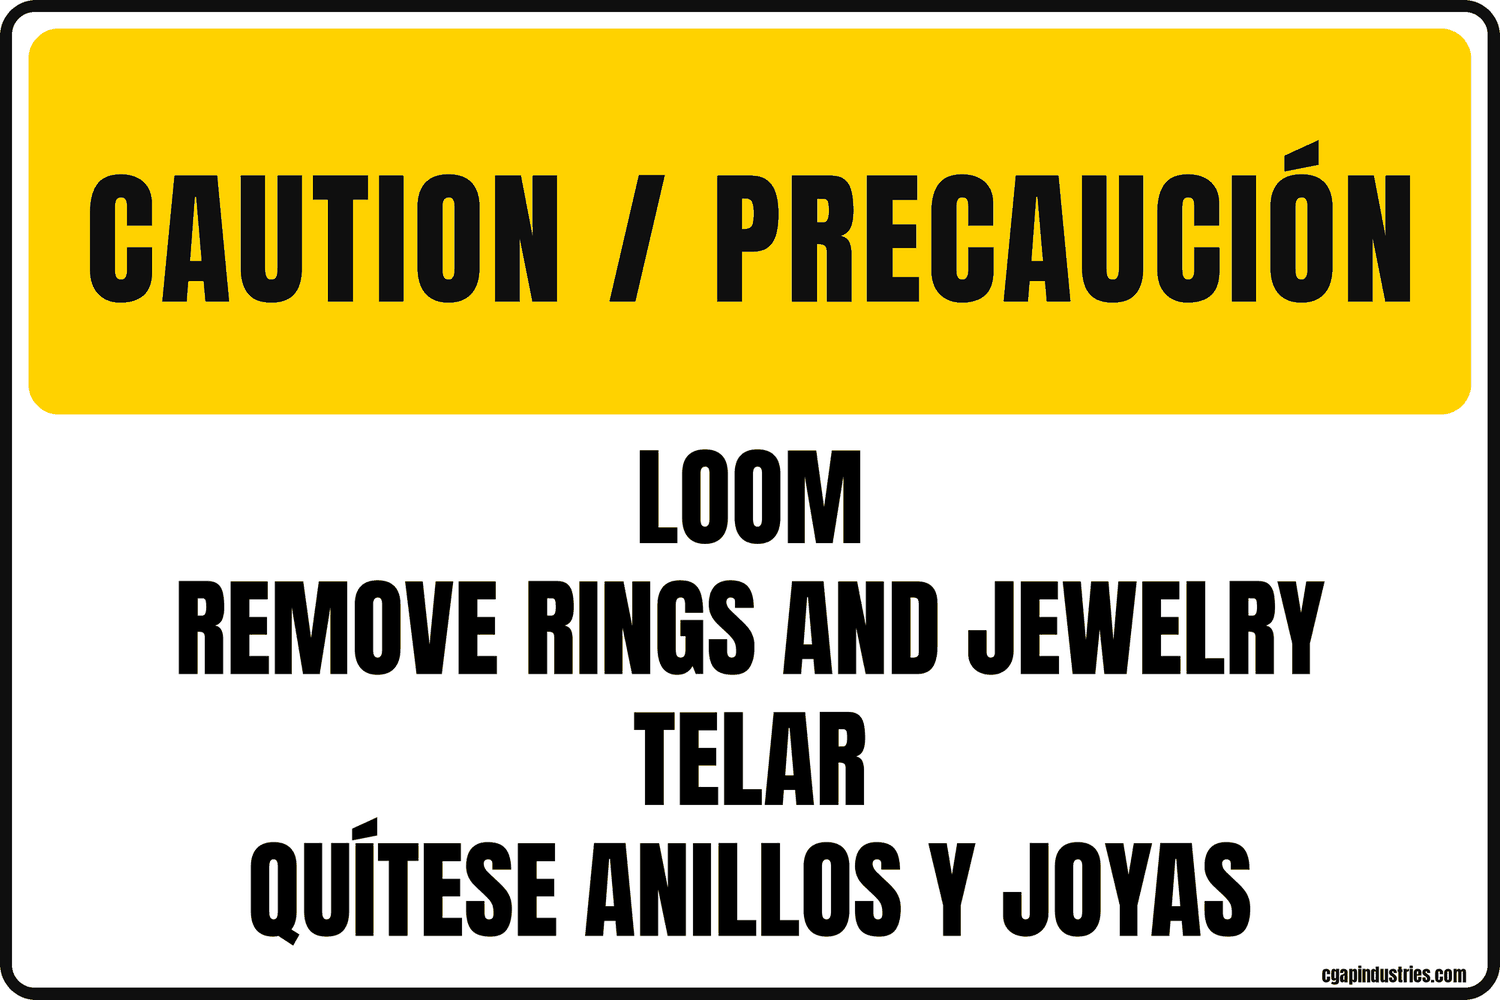 CAUTION / PRECAUCIÓN
LOOM
REMOVE RINGS AND JEWELRY
TELAR
QUÍTESE ANILLOS Y JOYAS
cgapindustries.com